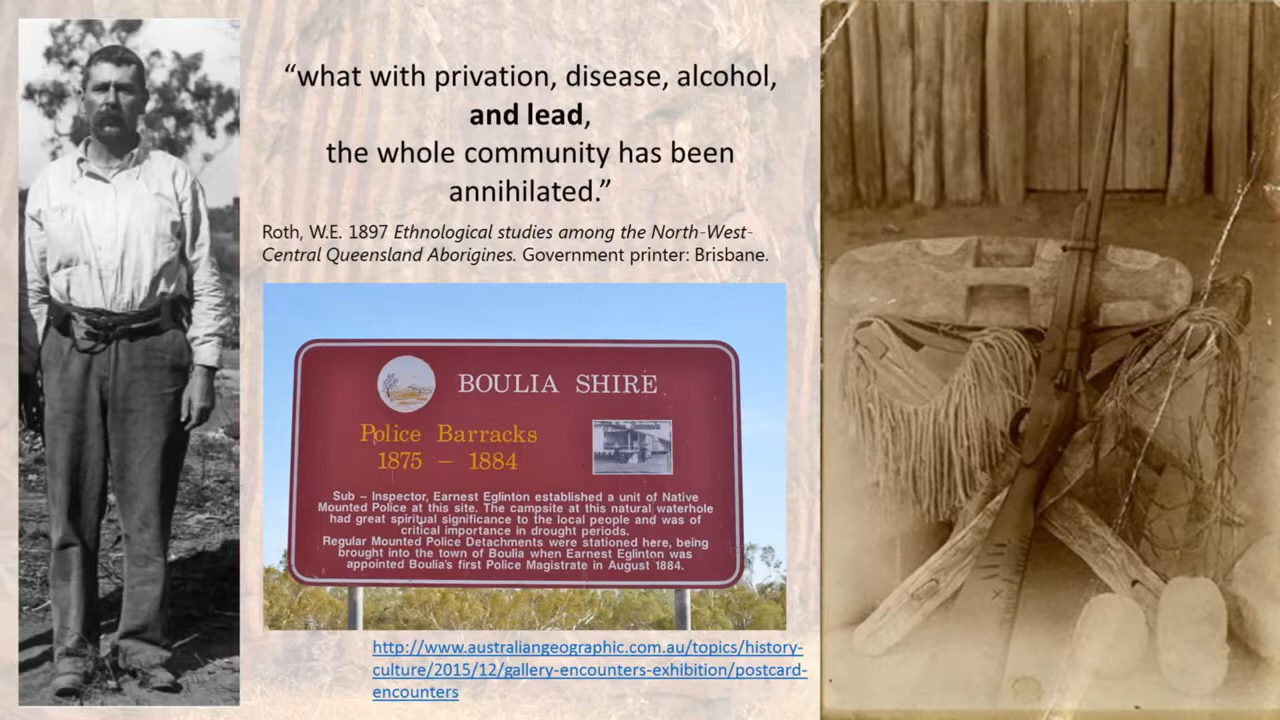 “what with privation, disease, alcohol,
and lead,
the whole community has been
annihilated.”
Roth, W.E. 1897 Ethnological studies among the North-West-
Central Queensland Aborigines. Government printer: Brisbane.
BOULIA SHIRE
Police Barracks
1875 – 1884
Sub – Inspector, Earnest Eglinton established a unit of Native
Mounted Police at this site. The campsite at this natural waterhole
had great spiritual significance to the local people and was of
critical importance in drought periods.
Regular Mounted Police Detachments were stationed here, being
brought into the town of Boulia when Earnest Eglinton was
appointed Boulia's first Police Magistrate in August 1884.
http://www.australiangeographic.com.au/topics/history-
culture/2015/12/gallery-encounters-exhibition/postcard-
encounters